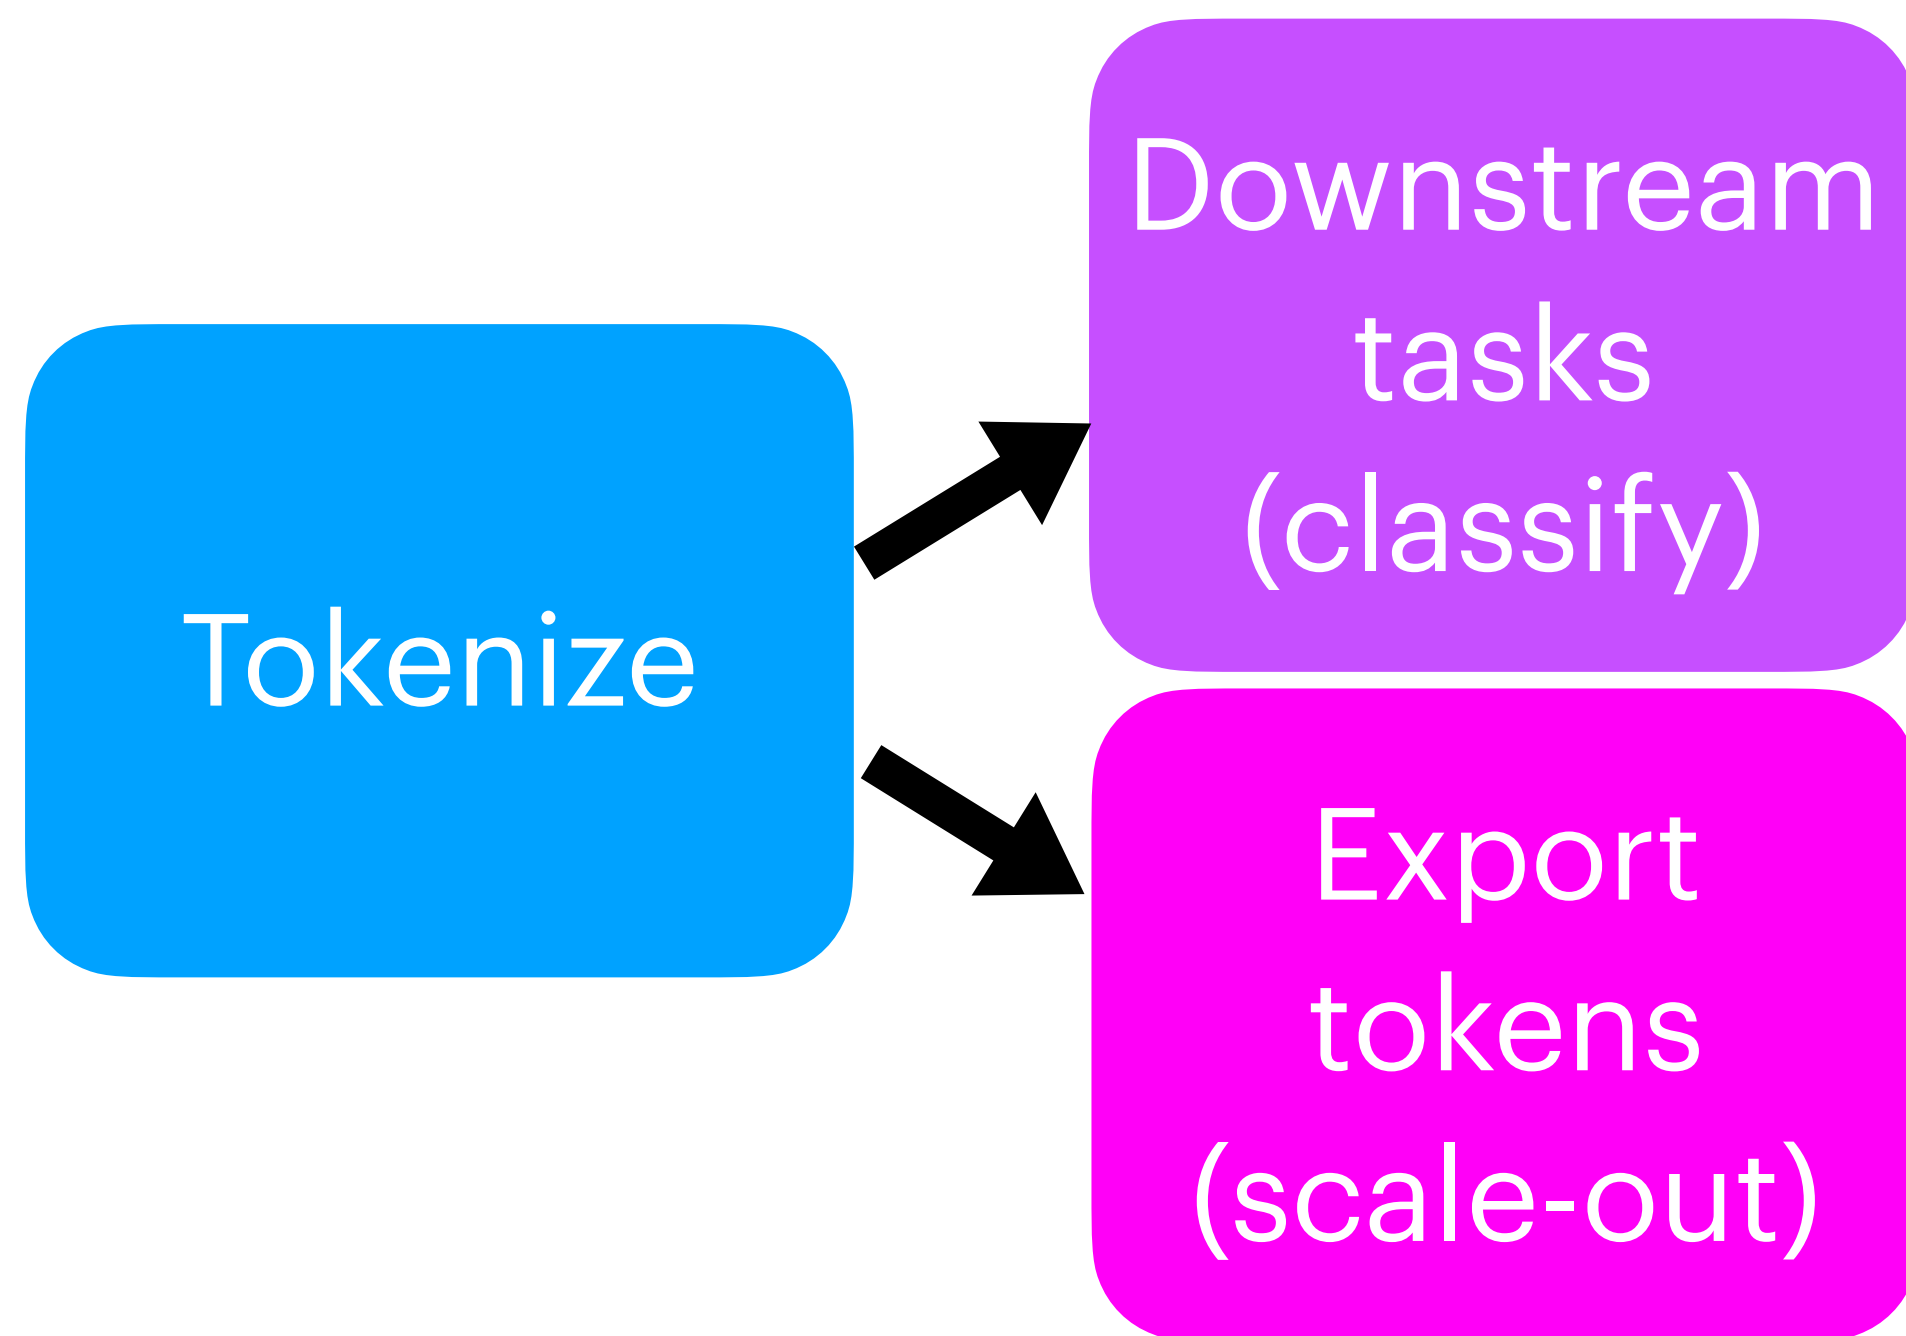 Tokenize
Downstream
tasks
(classify)
Export
tokens
(scale-out)